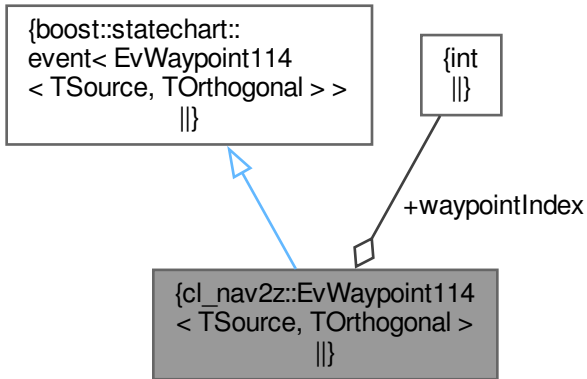 {boost::statechart::
event< EvWaypoint114
< TSource, TOrthogonal > >
||}
{int
||}
+waypointIndex
{cl_nav2z::EvWaypoint114
< TSource, TOrthogonal >
||}